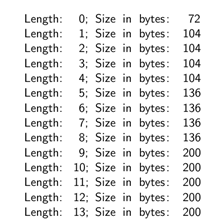 Length:  0; Size in bytes:  72
Length:  1; Size in bytes: 104
Length:  2; Size in bytes: 104
Length:  3; Size in bytes: 104
Length:  4; Size in bytes: 104
Length:  5; Size in bytes: 136
Length:  6; Size in bytes: 136
Length:  7; Size in bytes: 136
Length:  8; Size in bytes: 136
Length:  9; Size in bytes: 200
Length: 10; Size in bytes: 200
Length: 11; Size in bytes: 200
Length: 12; Size in bytes: 200
Length: 13; Size in bytes: 200